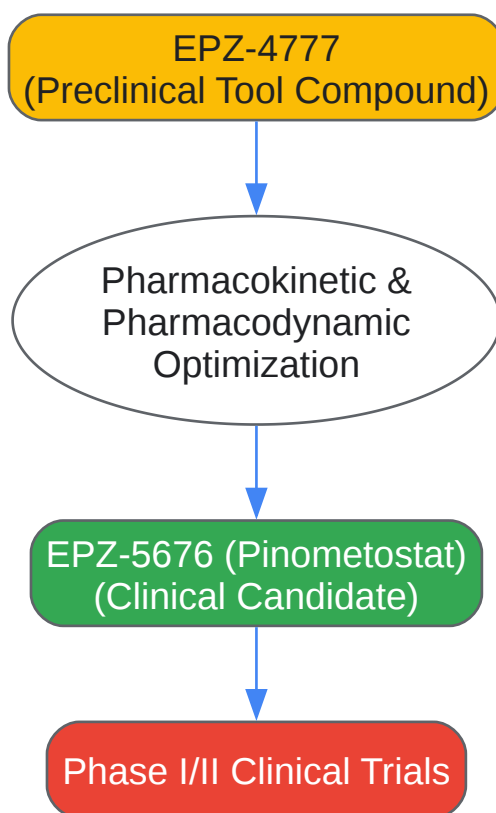 EPZ-4777
(Preclinical Tool Compound)
Pharmacokinetic &
Pharmacodynamic
Optimization
EPZ-5676 (Pinometostat)
(Clinical Candidate)
Phase I/II Clinical Trials